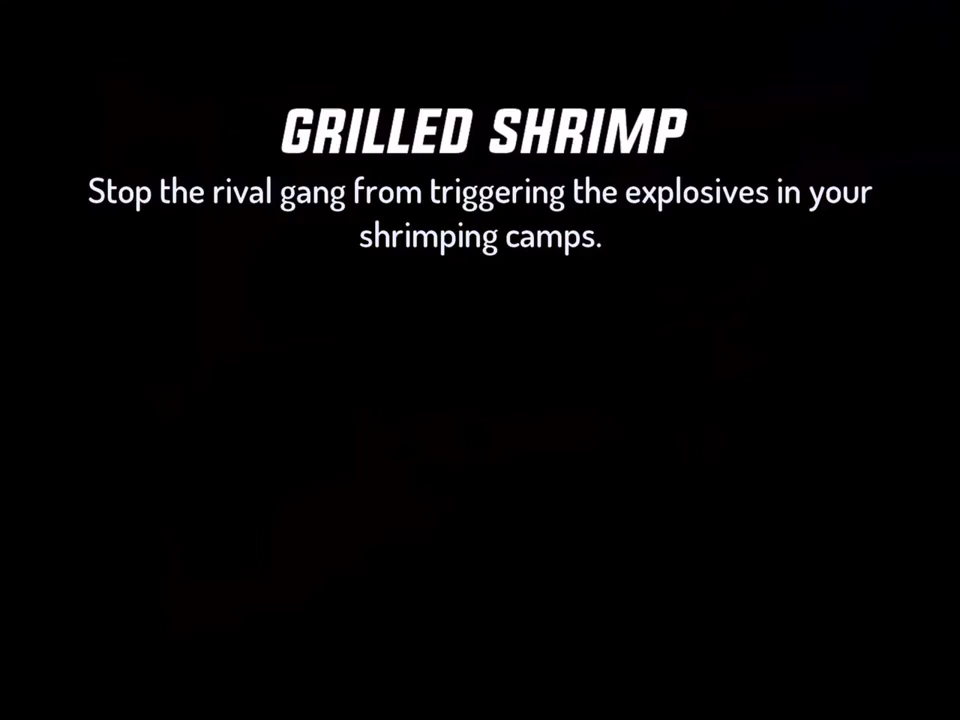 GRILLED SHRIMP
Stop the rival gang from triggering the explosives in your
shrimping camps.